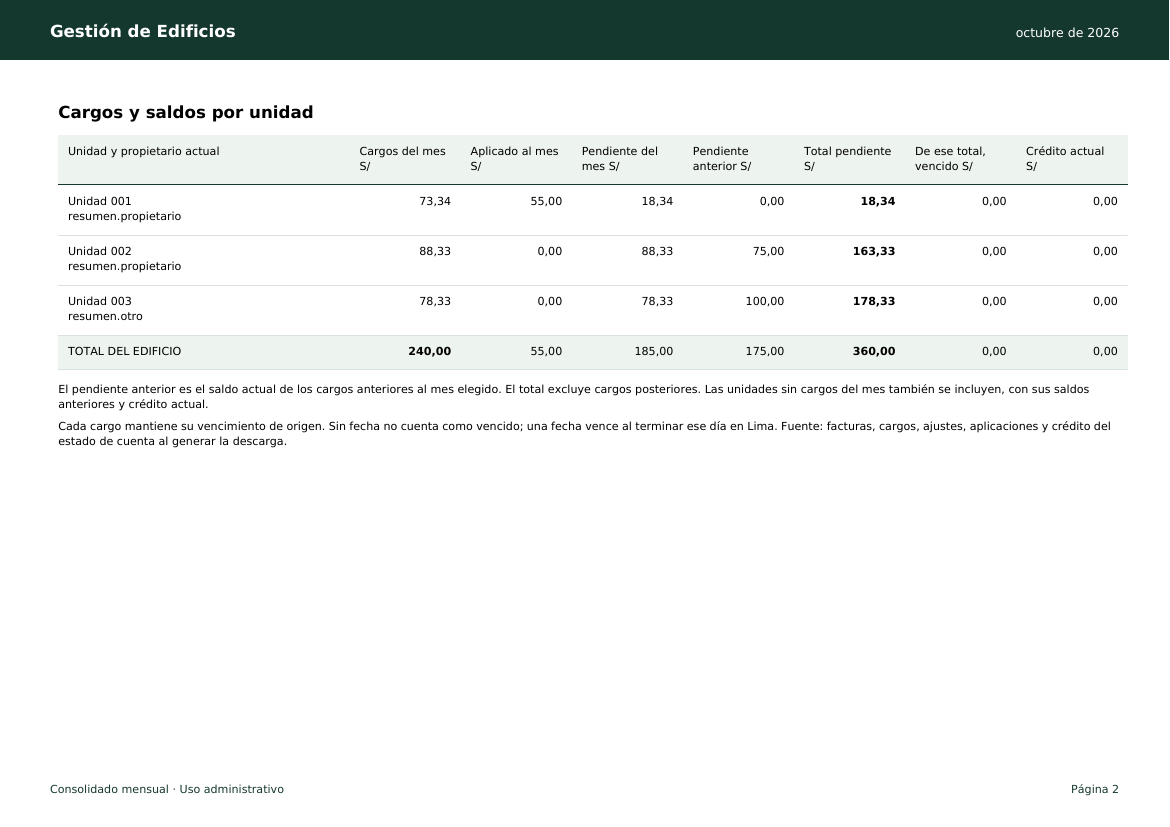 Gestión de Edificios
octubre de 2026
Cargos y saldos por unidad
Unidad y propietario actual
Cargos del mes S/
Aplicado al mes S/
Pendiente del mes S/
Pendiente anterior S/
Total pendiente S/
De ese total, vencido S/
Crédito actual S/
Unidad 001
resumen.propietario
73,34 55,00 18,34 0,00 18,34 0,00 0,00
Unidad 002
resumen.propietario
88,33 0,00 88,33 75,00 163,33 0,00 0,00
Unidad 003
resumen.otro
78,33 0,00 78,33 100,00 178,33 0,00 0,00
TOTAL DEL EDIFICIO 240,00 55,00 185,00 175,00 360,00 0,00 0,00
El pendiente anterior es el saldo actual de los cargos anteriores al mes elegido. El total excluye cargos posteriores. Las unidades sin cargos del mes también se incluyen, con sus saldos
anteriores y crédito actual.
Cada cargo mantiene su vencimiento de origen. Sin fecha no cuenta como vencido; una fecha vence al terminar ese día en Lima. Fuente: facturas, cargos, ajustes, aplicaciones y crédito del
estado de cuenta al generar la descarga.
Consolidado mensual · Uso administrativo
Página 2